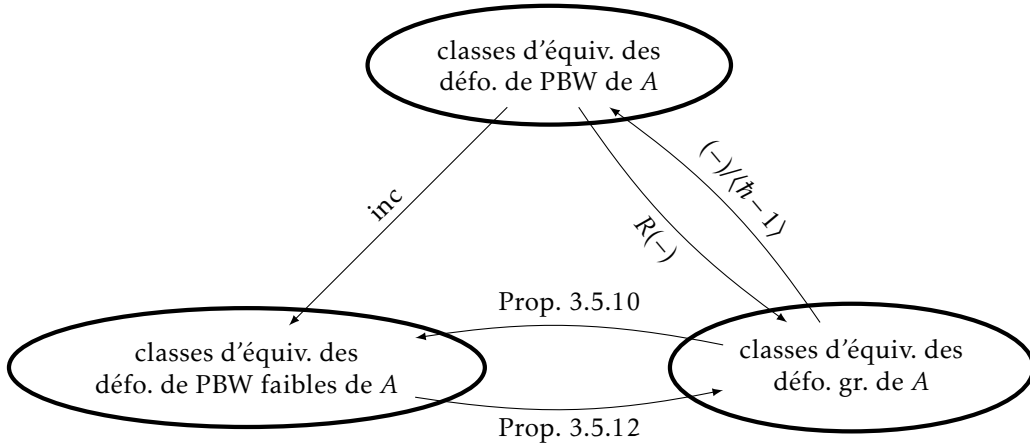 classes d'équiv. des
défo. de PBW de A
inc
R(−)
(−)/⟨ℏ−1⟩
Prop. 3.5.10
classes d'équiv. des
défo. de PBW faibles de A
classes d'équiv. des
défo. gr. de A
Prop. 3.5.12